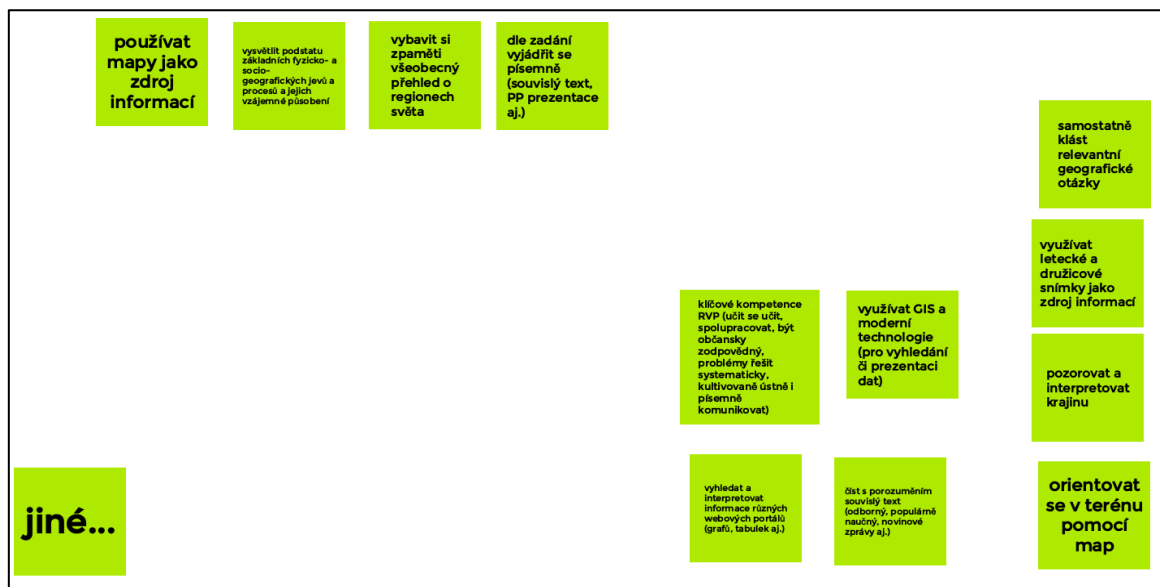 používat
mapy jako
zdroj
informací
vysvětlit podstatu
základních fyzicko- a
socio-
geografických jevů a
procesů a jejich
vzájemné působení
vybavit si
zpaměti
všeobecný
přehled o
regionech
světa
dle zadání
vyjádřit se
písemně
(souvislý text,
PP prezentace
aj.)
samostatně
klást
relevantní
geografické
otázky
využívat
letecké a
družicové
snímky jako
zdroj informací
klíčové kompetence
RVP (učit se učit,
spolupracovat, být
občansky
zodpovědný,
problémy řešit
systematicky,
kultivovaně ústně i
písemně
komunikovat)
využívat GIS a
moderní
technologie
(pro vyhledání
či prezentaci
dat)
pozorovat a
interpretovat
krajinu
jiné...
vyhledat a
interpretovat
informace různých
webových portálů
(grafů, tabulek aj.)
číst s porozuměním
souvislý text
(odborný, populárně
naučný, novinové
zprávy aj.)
orientovat
se v terénu
pomocí
map